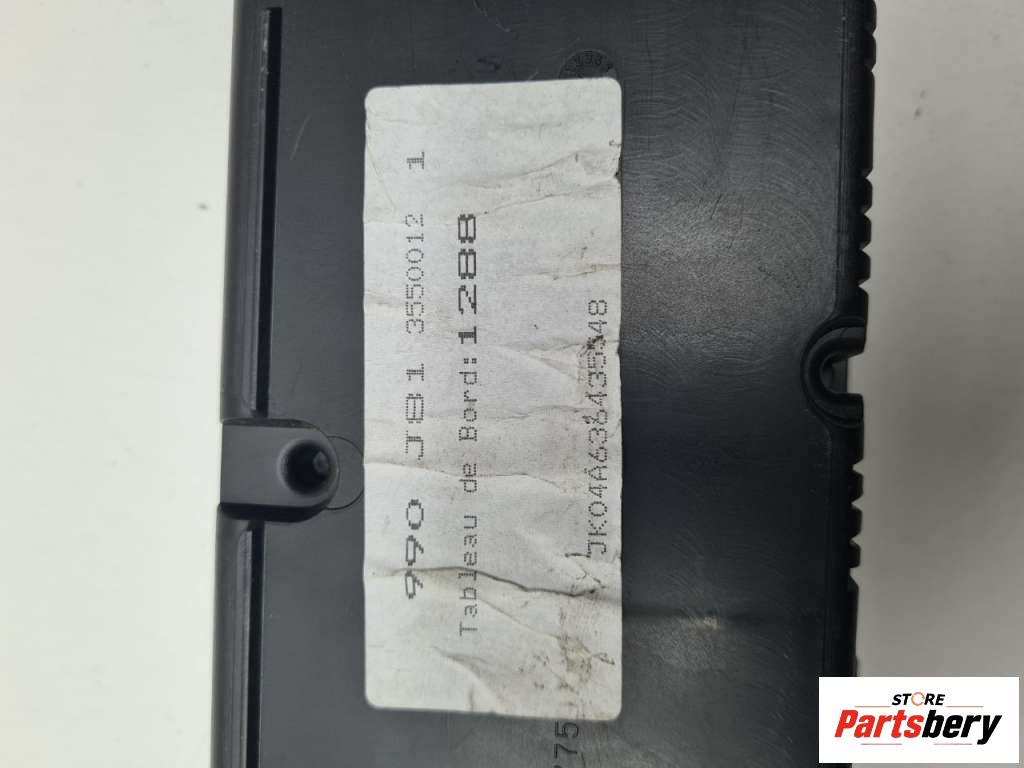 990 J81 3550012 1
Tableau de Bord:1288
STORE
Partsbery